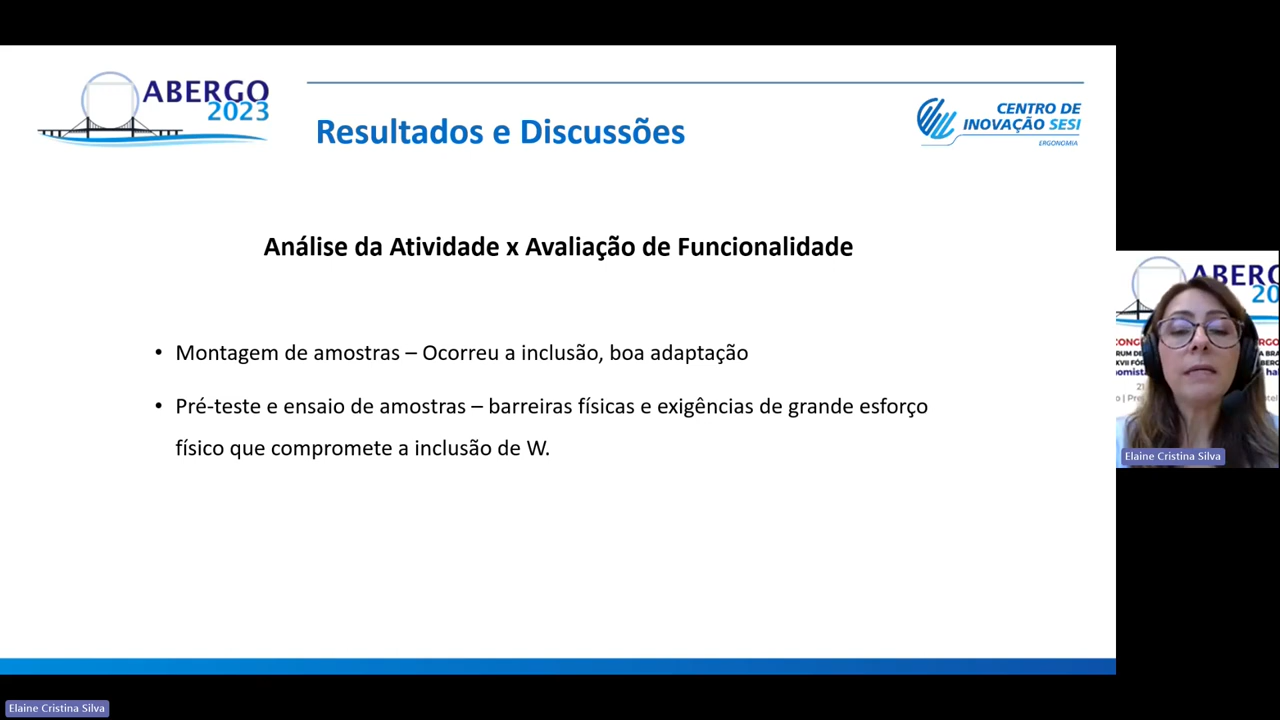 ABERGO
2023
Resultados e Discussões
CENTRO DE
INOVAÇÃO SESI
ERGONOMIA
Análise da Atividade x Avaliação de Funcionalidade
• Montagem de amostras – Ocorreu a inclusão, boa adaptação
• Pré-teste e ensaio de amostras – barreiras físicas e exigências de grande esforço
físico que compromete a inclusão de W.
Elaine Cristina Silva
Elaine Cristina Silva